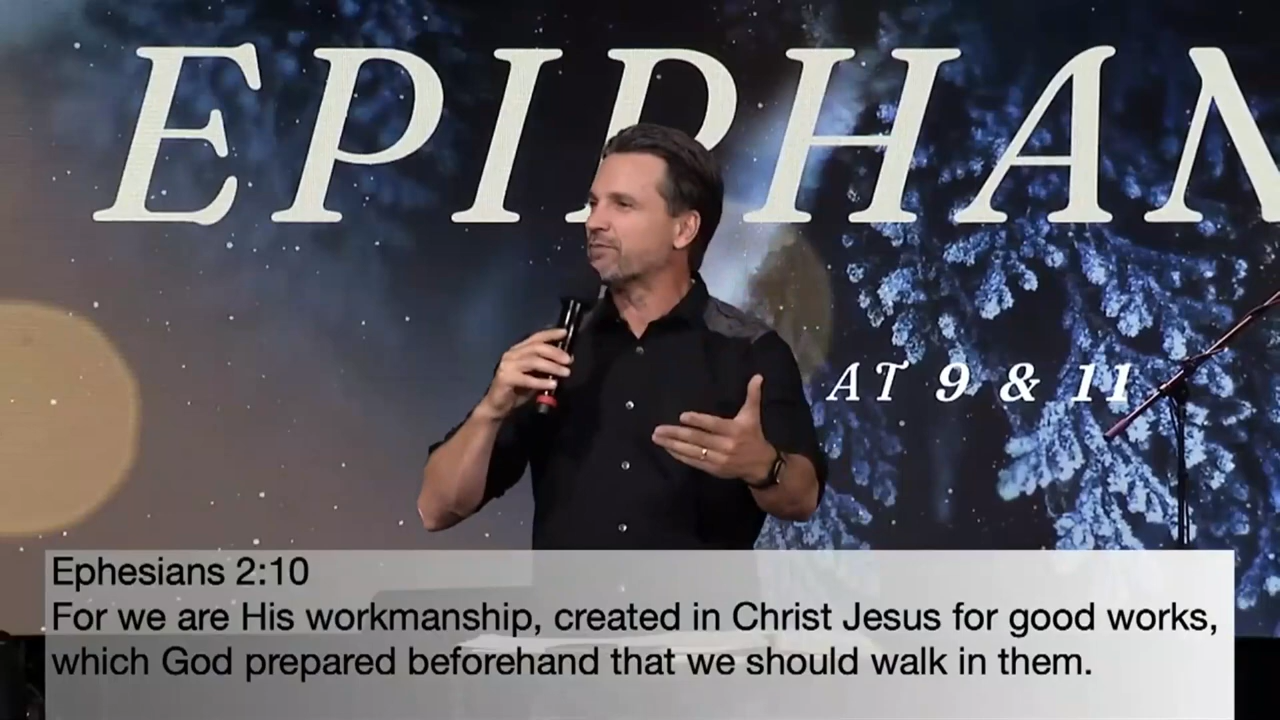 EPIPHAN
AT 9 & 11
Ephesians 2:10
For we are His workmanship, created in Christ Jesus for good works,
which God prepared beforehand that we should walk in them.